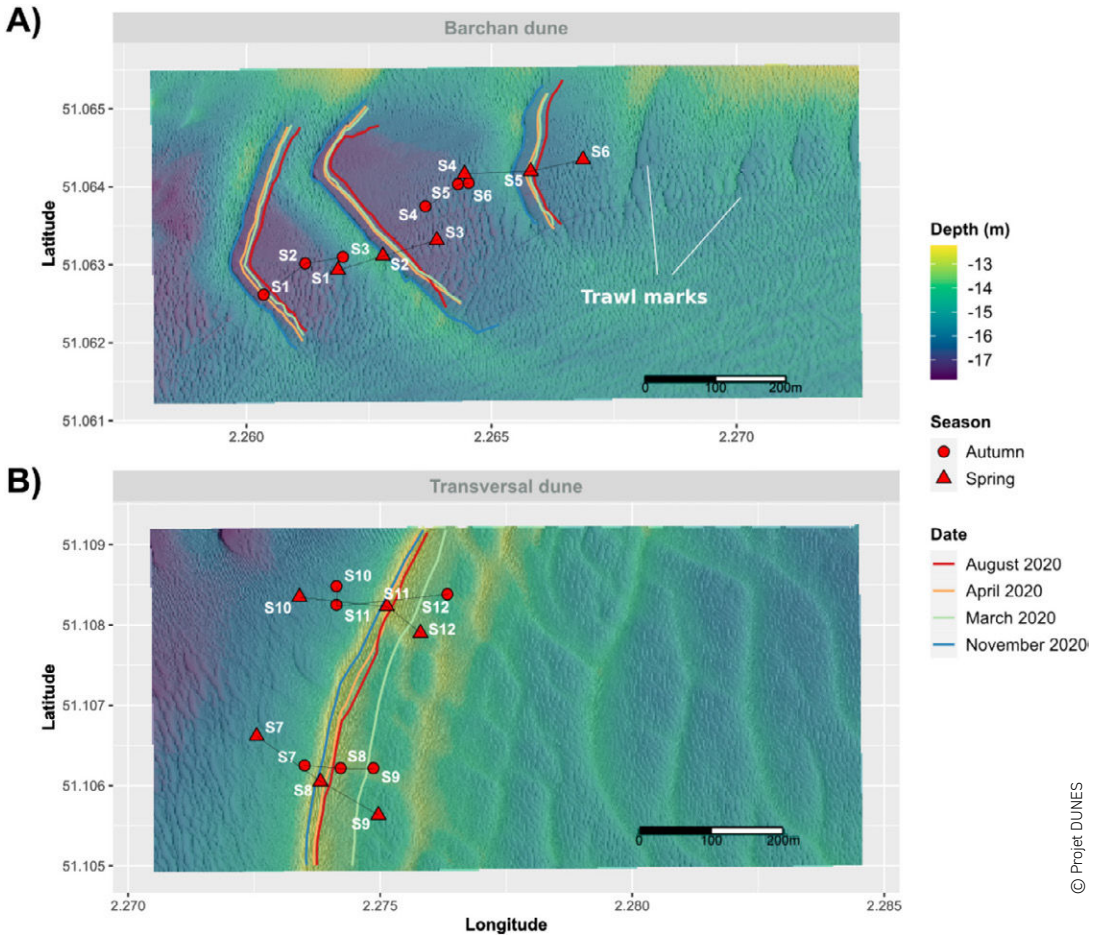 A)
Barchan dune
Latitude
51.065
51.064
51.063
51.062
51.061
2.260
2.265
2.270
S1
S2
S3
S1
S2
S3
S4
S5
S6
S4
S5
S6
Trawl marks
0
100
200m
Depth (m)
-13
-14
-15
-16
-17
Season
Autumn
Spring
Date
August 2020
April 2020
March 2020
November 2020
B)
Transversal dune
Latitude
51.109
51.108
51.107
51.106
51.105
2.270
2.275
2.280
2.285
Longitude
S10
S10
S11
S11
S12
S12
S7
S7
S8
S8
S9
S9
0
100
200m
© Projet DUNES